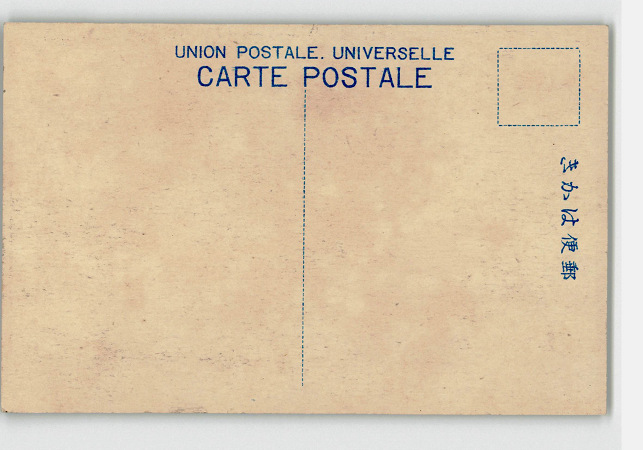 UNION POSTALE. UNIVERSELLE
CARTE POSTALE
郵便はかき